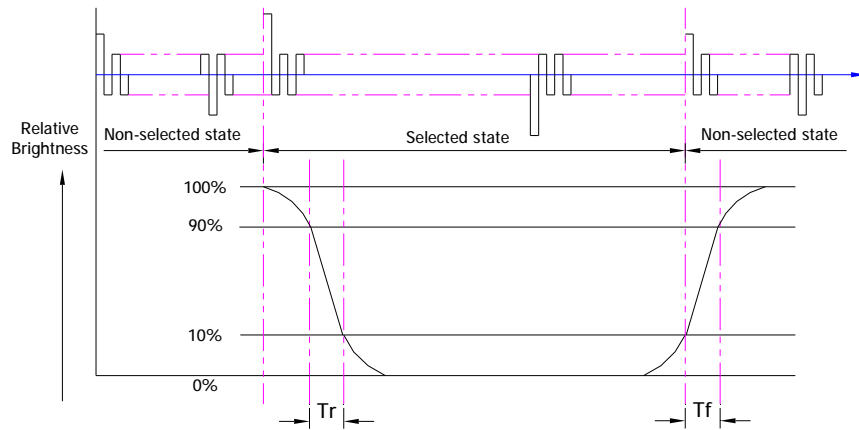 Relative
Brightness
Non-selected state
Selected state
Non-selected state
100%
90%
10%
0%
Tr
Tf